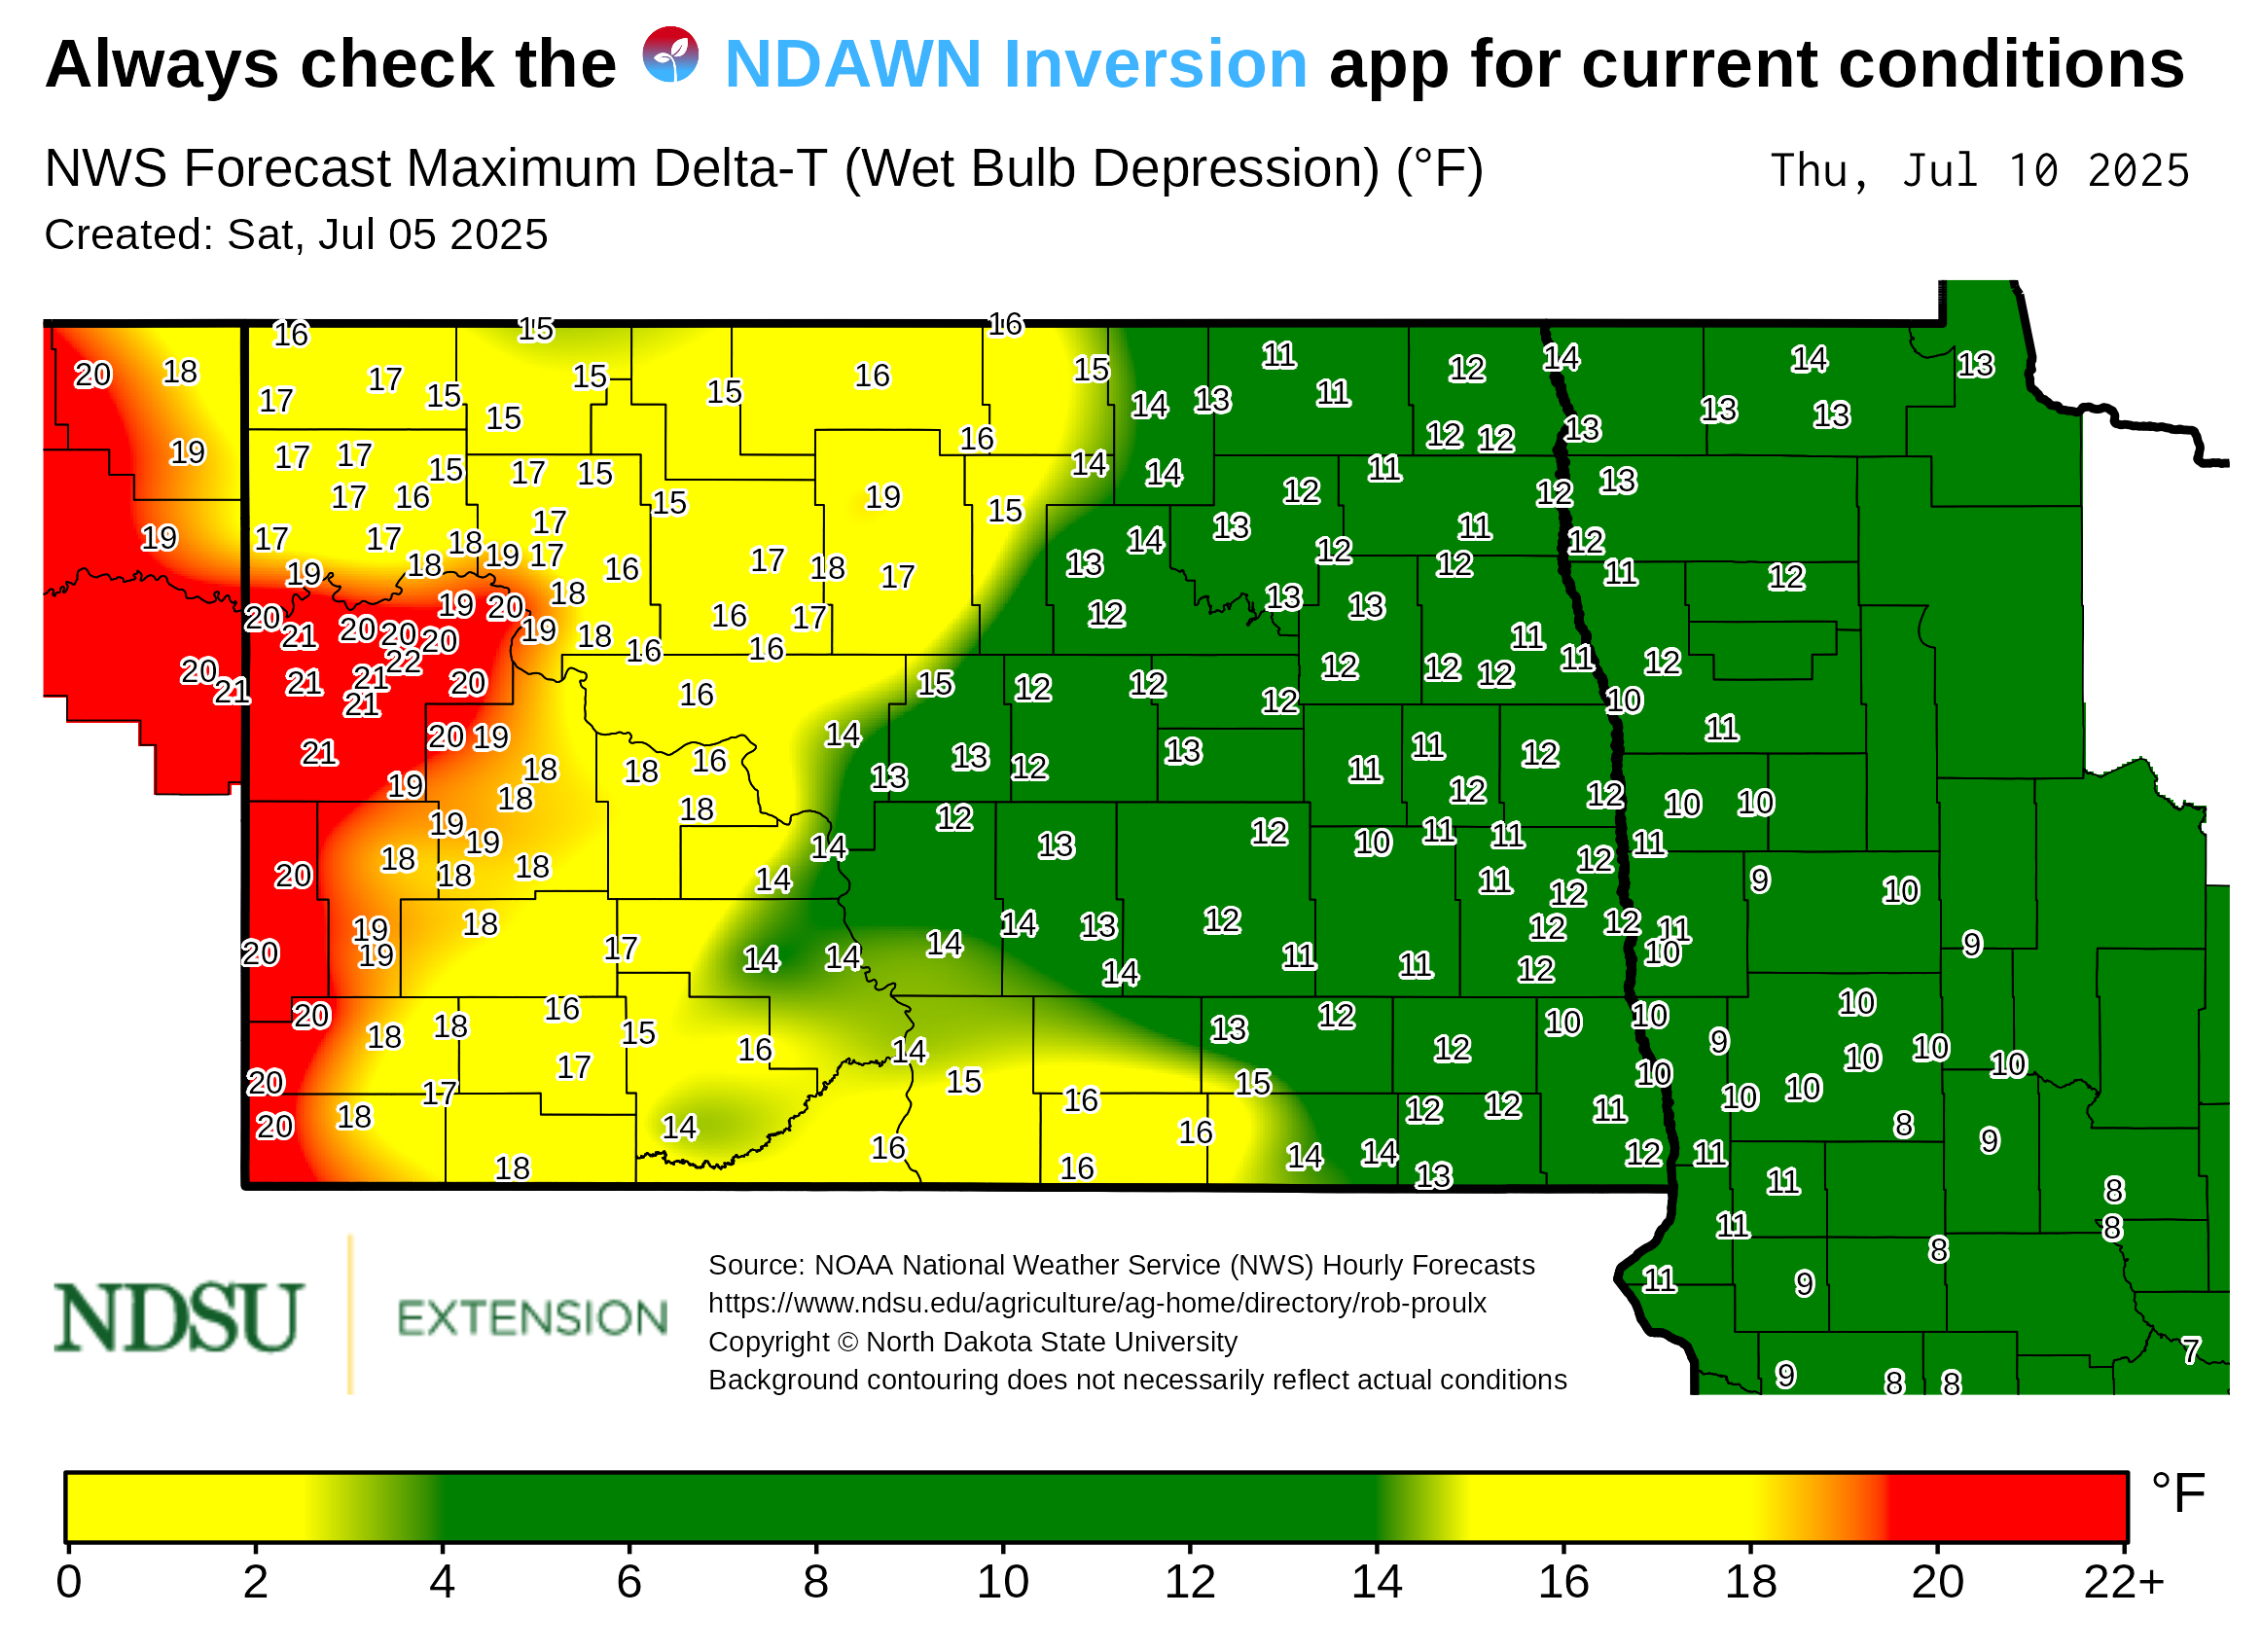 Always check the NDAWN Inversion app for current conditions
NWS Forecast Maximum Delta-T (Wet Bulb Depression) (°F) Thu, Jul 10 2025
Created: Sat, Jul 05 2025
16 15 16
20 18 17 15 16 15 11 12 14 14 13
17 15 15 15 14 13 11 13 13
19 17 17 15 17 15 16 14 14 11 12 12 13
17 16 15 19 15 12 12 13
19 17 17 18 17 19 17 14 13 12 11 12
19 18 18 16 17 18 17 13 12 11 12
20 21 20 20 20 19 20 19 18 16 17 12 13 13 11
22 16 16 12 12 12 11 12
20 21 21 21 21 20 16 15 12 12 12 10
21 20 19 14 13 13 11 12 11
19 18 18 18 16 13 12 11 12 12 10 10
19 19 18 12 13 12 10 11 11 11
20 18 18 18 14 14 11 12 12 9 10
19 18 17 14 14 14 13 12 12 12 11
20 19 14 14 11 11 12 10 9
20 18 18 16 15 13 12 10 10 10
17 16 14 12 9 10 10 10
20 17 15 16 15 10 10 10
20 18 14 16 16 12 12 11 8 9
18 16 16 14 14 13 12 11 11 8
11 8
8
11 9
7
9 8 8
NDSU EXTENSION
Source: NOAA National Weather Service (NWS) Hourly Forecasts
https://www.ndsu.edu/agriculture/ag-home/directory/rob-proulx
Copyright © North Dakota State University
Background contouring does not necessarily reflect actual conditions
°F
0 2 4 6 8 10 12 14 16 18 20 22+